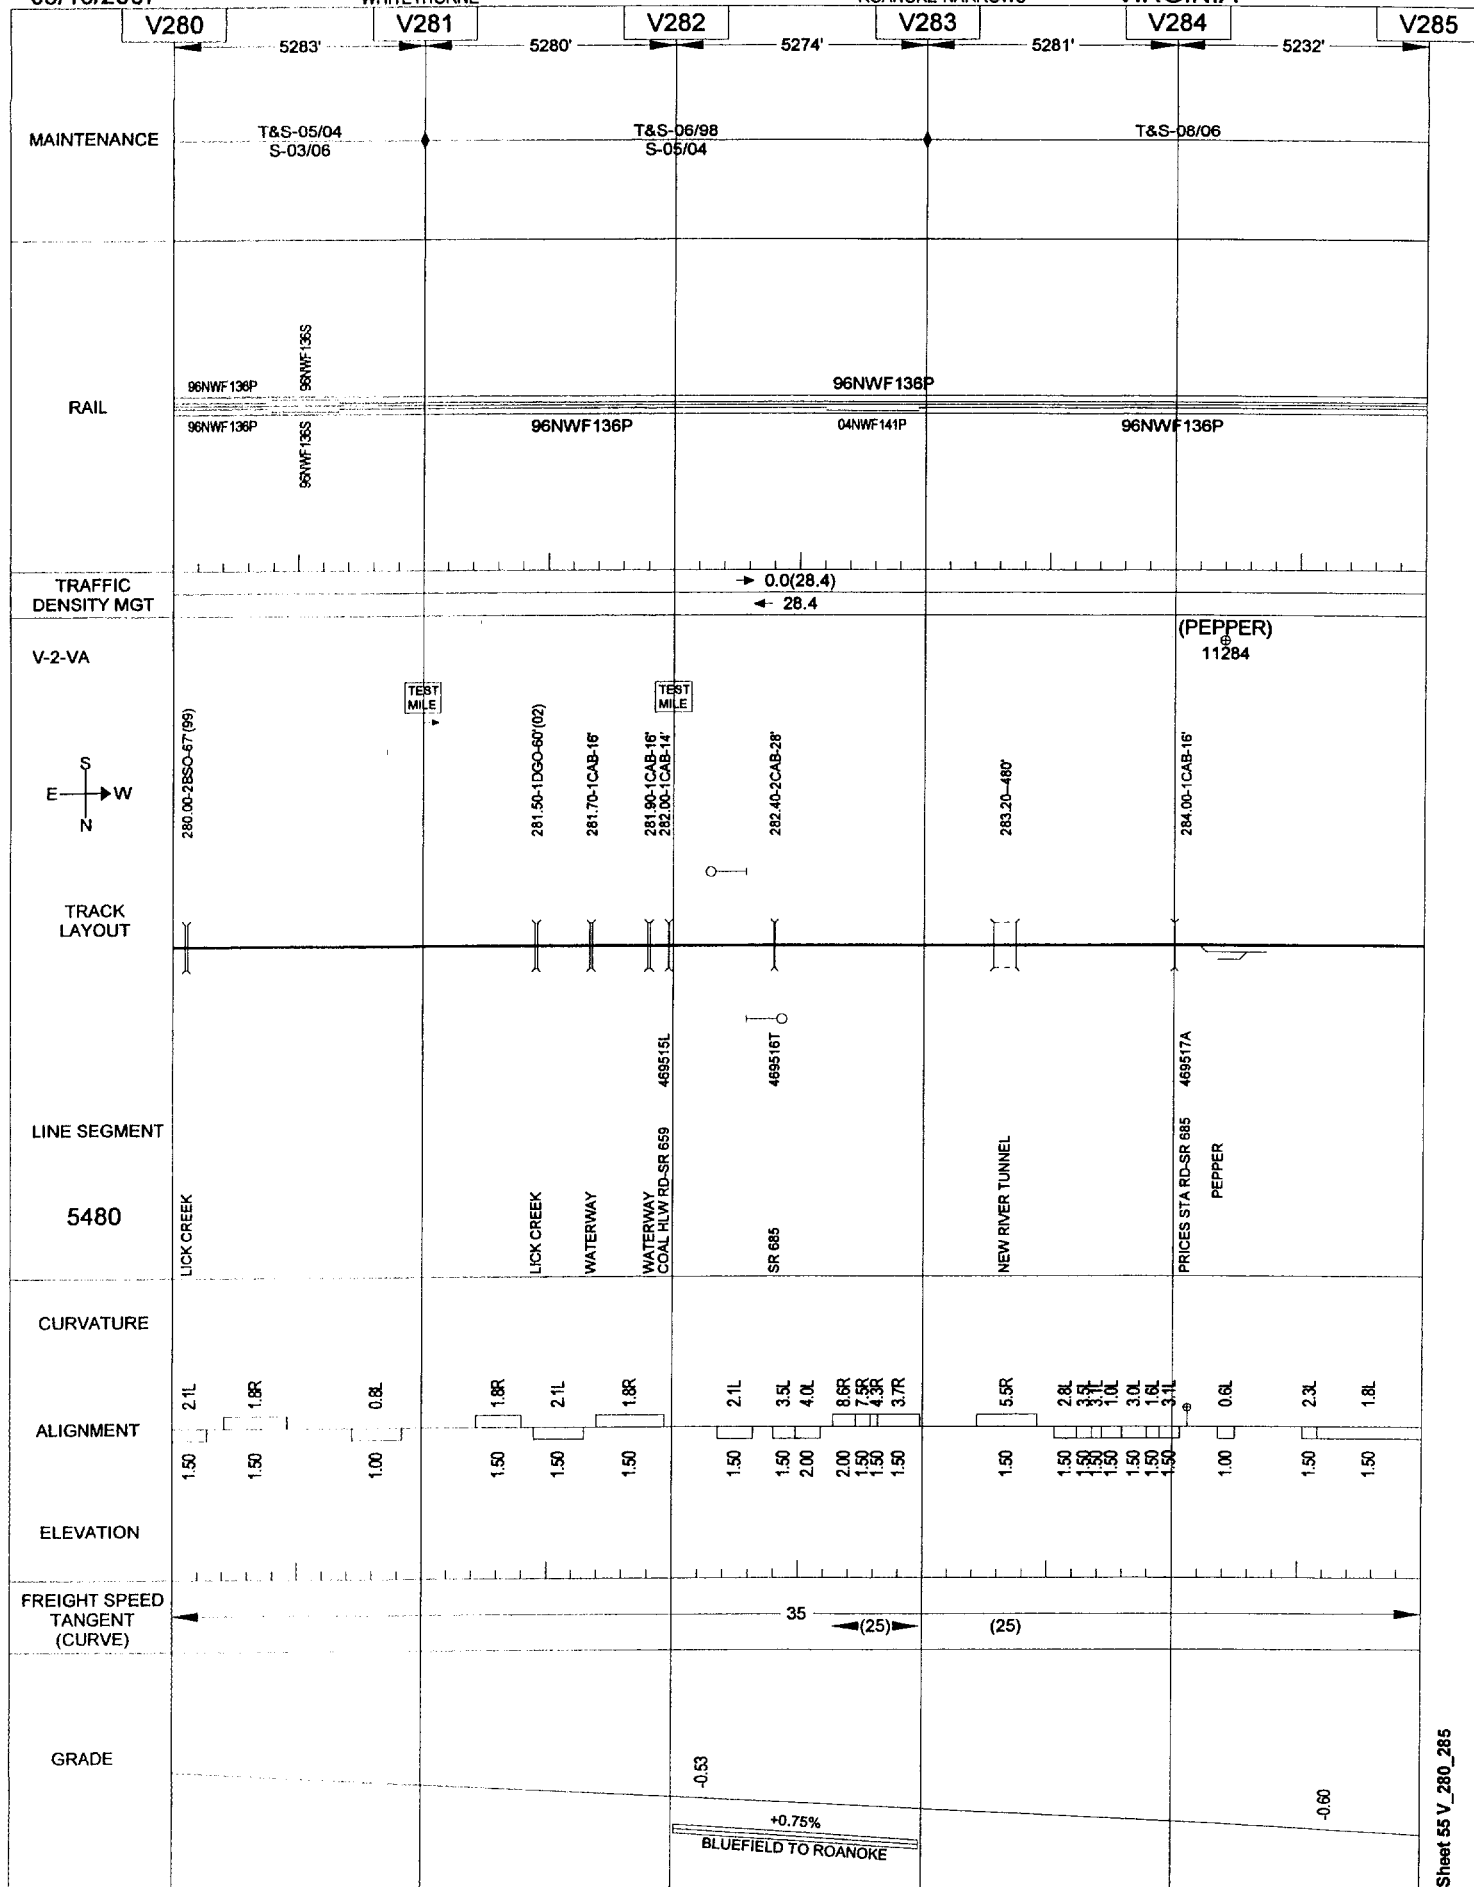 V280 V281 V282 V283 V284 V285
5283' 5280' 5274' 5281' 5232'
MAINTENANCE
T&S-05/04 T&S-06/98 T&S-08/06
S-03/06 S-05/04
RAIL
96NWF136P 96NWF136S 96NWF136P
96NWF136P 96NWF136S 96NWF136P 04NWF141P 96NWF136P
TRAFFIC
DENSITY MGT
0.0(28.4)
28.4
V-2-VA
(PEPPER)
11284
TEST
MILE
TEST
MILE
S
E W
N
280.00-2BSO-67'(99)
281.50-1DGO-60'(02)
281.70-1CAB-16'
281.90-1CAB-16'
282.00-1CAB-14'
282.40-2CAB-28'
283.20--480'
284.00-1CAB-16'
TRACK
LAYOUT
469515L
469516T
469517A
LINE SEGMENT
5480
LICK CREEK
LICK CREEK
WATERWAY
WATERWAY
COAL HLW RD-SR 659
SR 685
NEW RIVER TUNNEL
PRICES STA RD-SR 685
PEPPER
CURVATURE
2.1L 1.8R 0.8L 1.8R 2.1L 1.8R 2.1L 3.5L 4.0L 8.6R 7.5R 4.3R 3.7R 5.5R 2.8L 3.5L 3.1L 1.0L 3.0L 1.6L 3.1L 0.6L 2.3L 1.8L
ALIGNMENT
1.50 1.50 1.00 1.50 1.50 1.50 1.50 1.50 2.00 2.00 1.50 1.50 1.50 1.50 1.50 1.50 1.50 1.50 1.50 1.50 1.50 1.00 1.50 1.50
ELEVATION
FREIGHT SPEED
TANGENT
(CURVE)
35
(25) (25)
GRADE
-0.53
-0.60
+0.75%
BLUEFIELD TO ROANOKE
Sheet 55 V_280_285